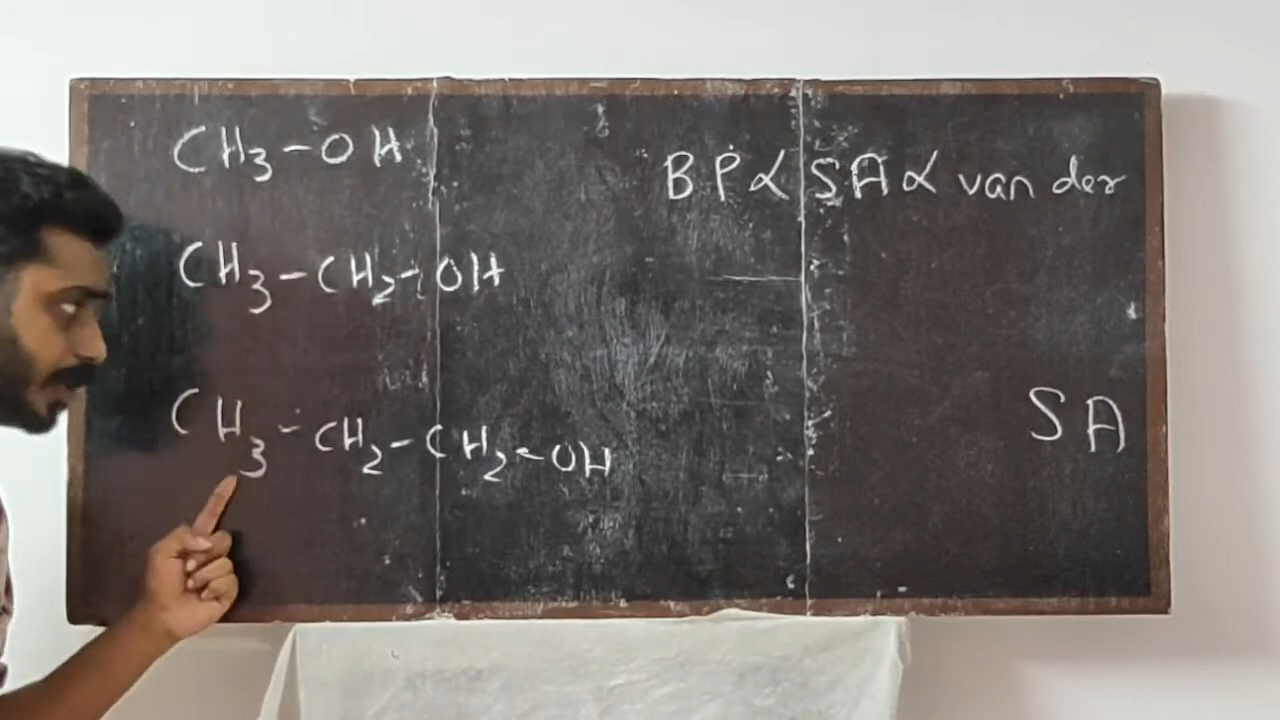 CH3-OH
BP∝SA∝ van der
CH3-CH2-OH
CH3-CH2-CH2-OH
SA